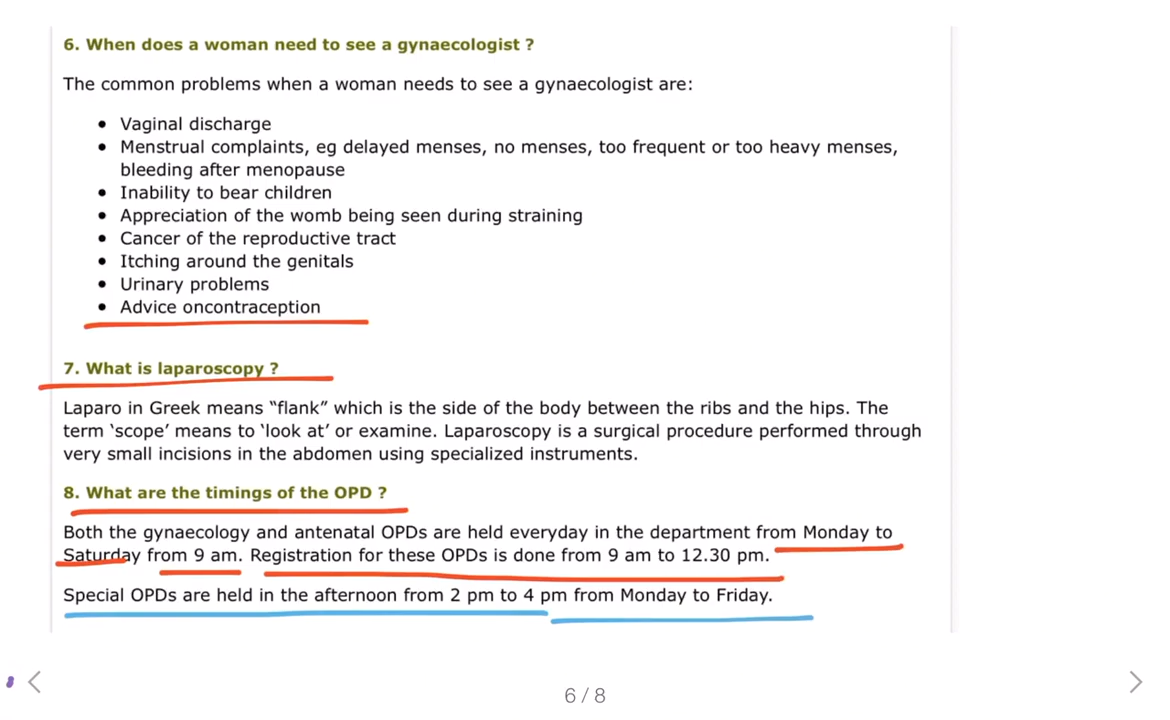 6. When does a woman need to see a gynaecologist ?
The common problems when a woman needs to see a gynaecologist are:
• Vaginal discharge
• Menstrual complaints, eg delayed menses, no menses, too frequent or too heavy menses,
bleeding after menopause
• Inability to bear children
• Appreciation of the womb being seen during straining
• Cancer of the reproductive tract
• Itching around the genitals
• Urinary problems
• Advice oncontraception
7. What is laparoscopy ?
Laparo in Greek means “flank” which is the side of the body between the ribs and the hips. The
term ‘scope’ means to ‘look at’ or examine. Laparoscopy is a surgical procedure performed through
very small incisions in the abdomen using specialized instruments.
8. What are the timings of the OPD ?
Both the gynaecology and antenatal OPDs are held everyday in the department from Monday to
Saturday from 9 am. Registration for these OPDs is done from 9 am to 12.30 pm.
Special OPDs are held in the afternoon from 2 pm to 4 pm from Monday to Friday.
6 / 8